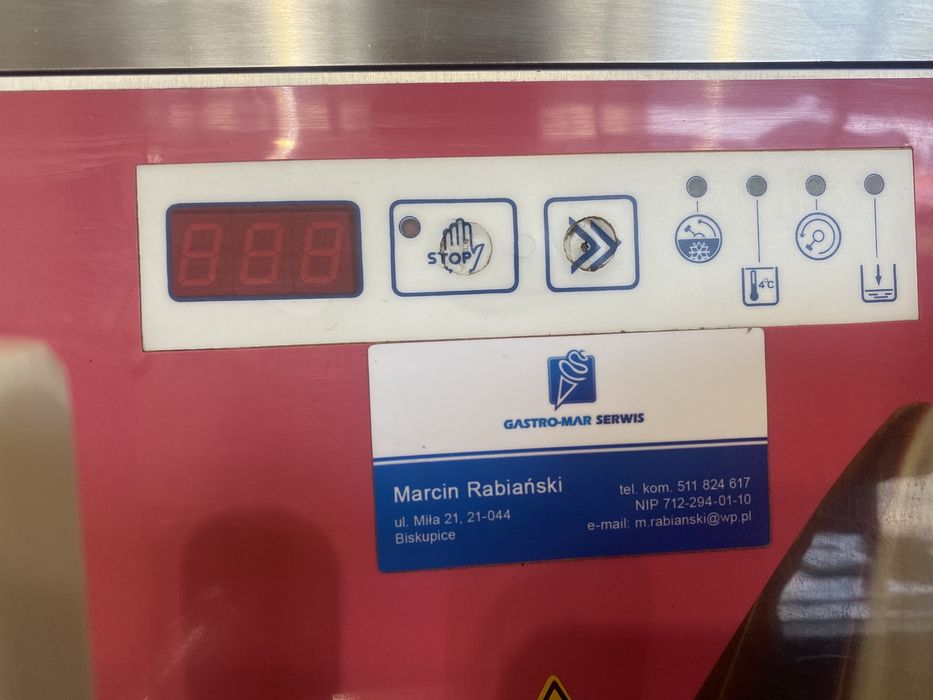 STOP
4°C
GASTRO-MAR SERWIS
Marcin Rabiański
ul. Miła 21, 21-044
Biskupice
tel. kom. 511 824 617
NIP 712-294-01-10
e-mail: m.rabianski@wp.pl